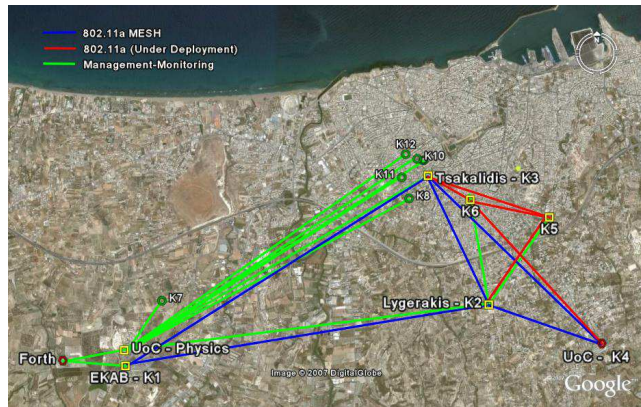 802.11a MESH
802.11a (Under Deployment)
Management-Monitoring
N
K12
K10
K11
Tsakalidis - K3
K8
K6
K5
K7
Lygerakis - K2
UoC - Physics
Forth
EKAB - K1
UoC - K4
Image © 2007 DigitalGlobe
Google